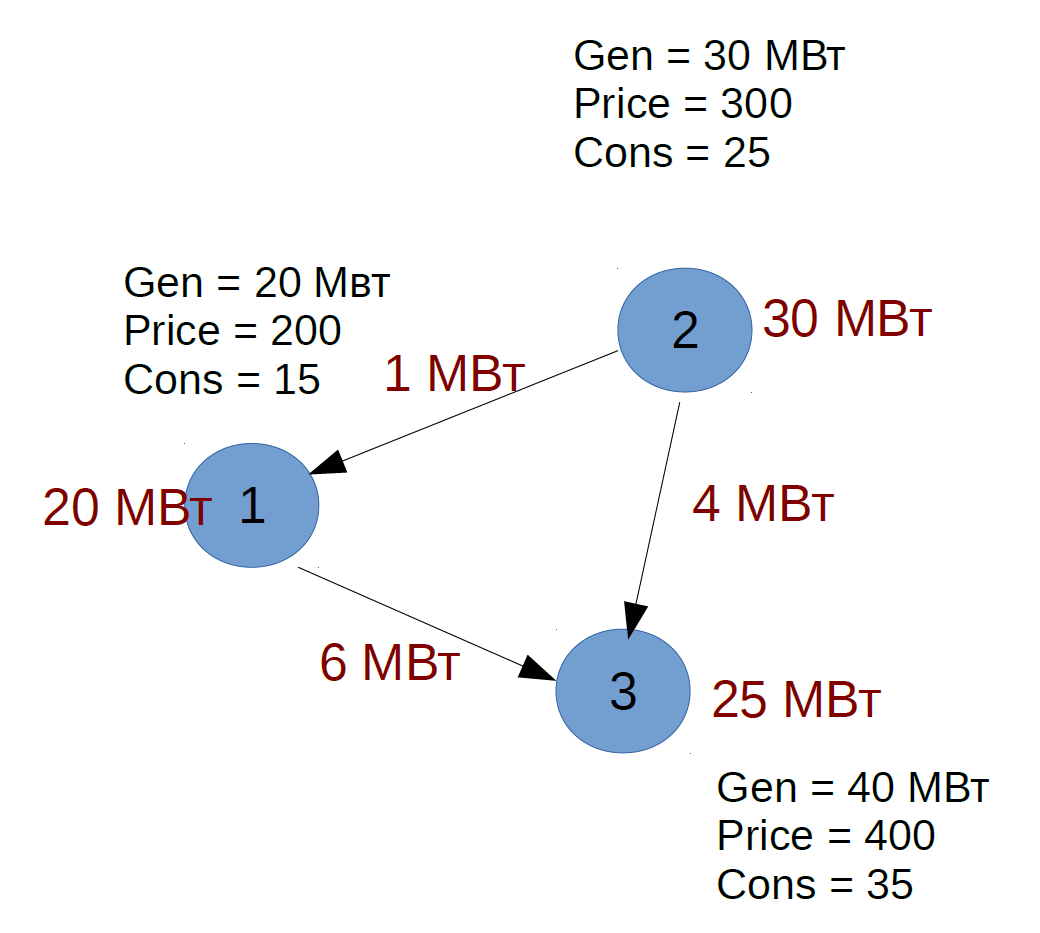 Gen = 30 МВт
Price = 300
Cons = 25
Gen = 20 Мвт
Price = 200
Cons = 15
2
30 МВт
1 МВт
20 МВт
1
4 МВт
6 МВт
3
25 МВт
Gen = 40 МВт
Price = 400
Cons = 35